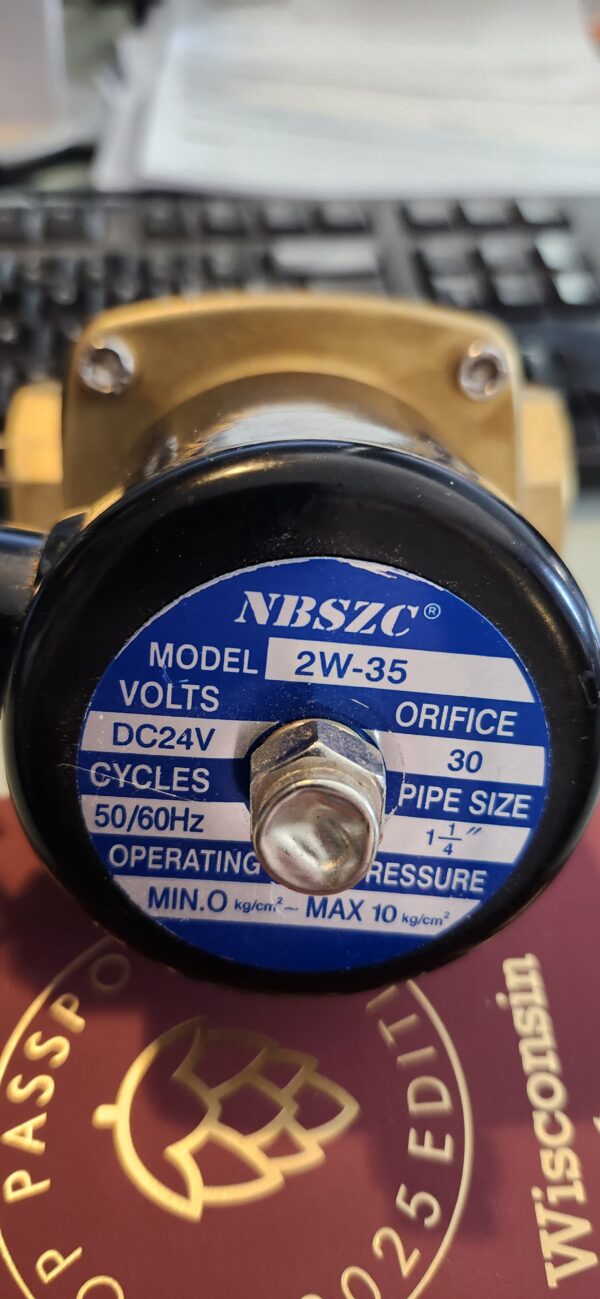 NBSZC®
MODEL 2W-35
VOLTS
ORIFICE
DC24V
30
CYCLES
PIPE SIZE
50/60Hz
1 1/4"
OPERATING PRESSURE
MIN.O kg/cm² ~ MAX 10 kg/cm²
OP PASSPO
2025 EDITI
Wisconsin